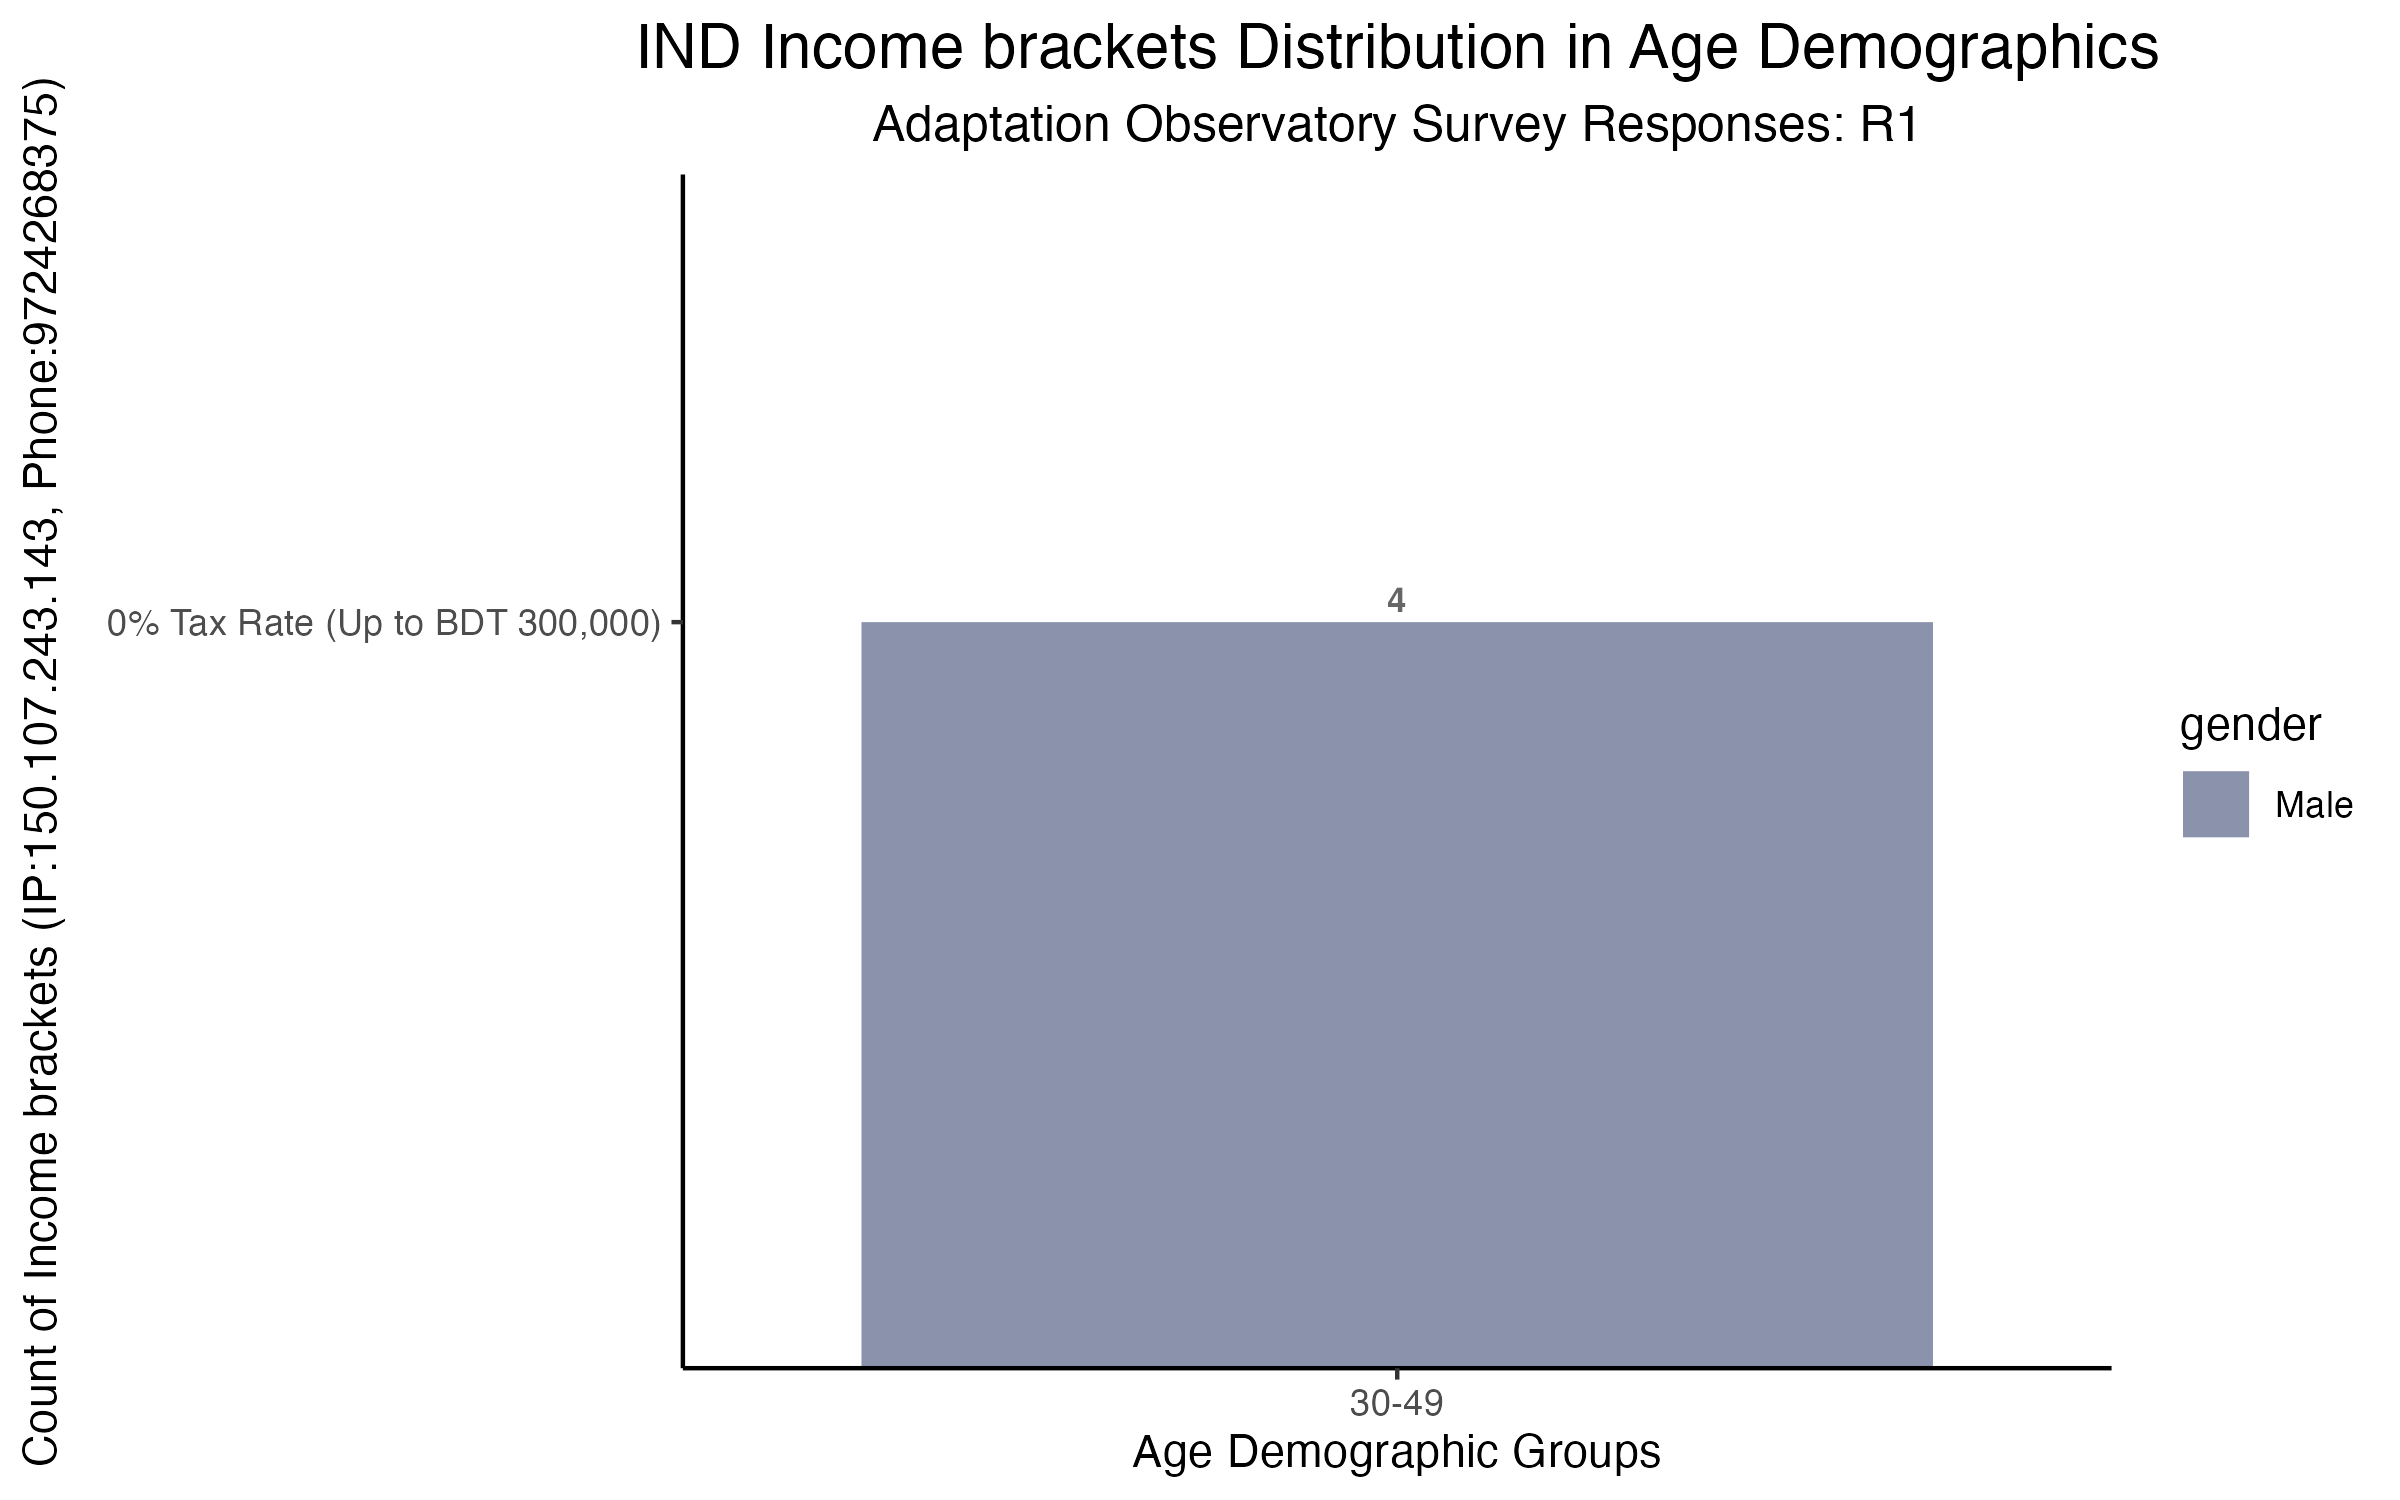 IND Income brackets Distribution in Age Demographics
Adaptation Observatory Survey Responses: R1
Count of Income brackets (IP:150.107.243.143, Phone:9724268375)
4
0% Tax Rate (Up to BDT 300,000)
gender
Male
30-49
Age Demographic Groups